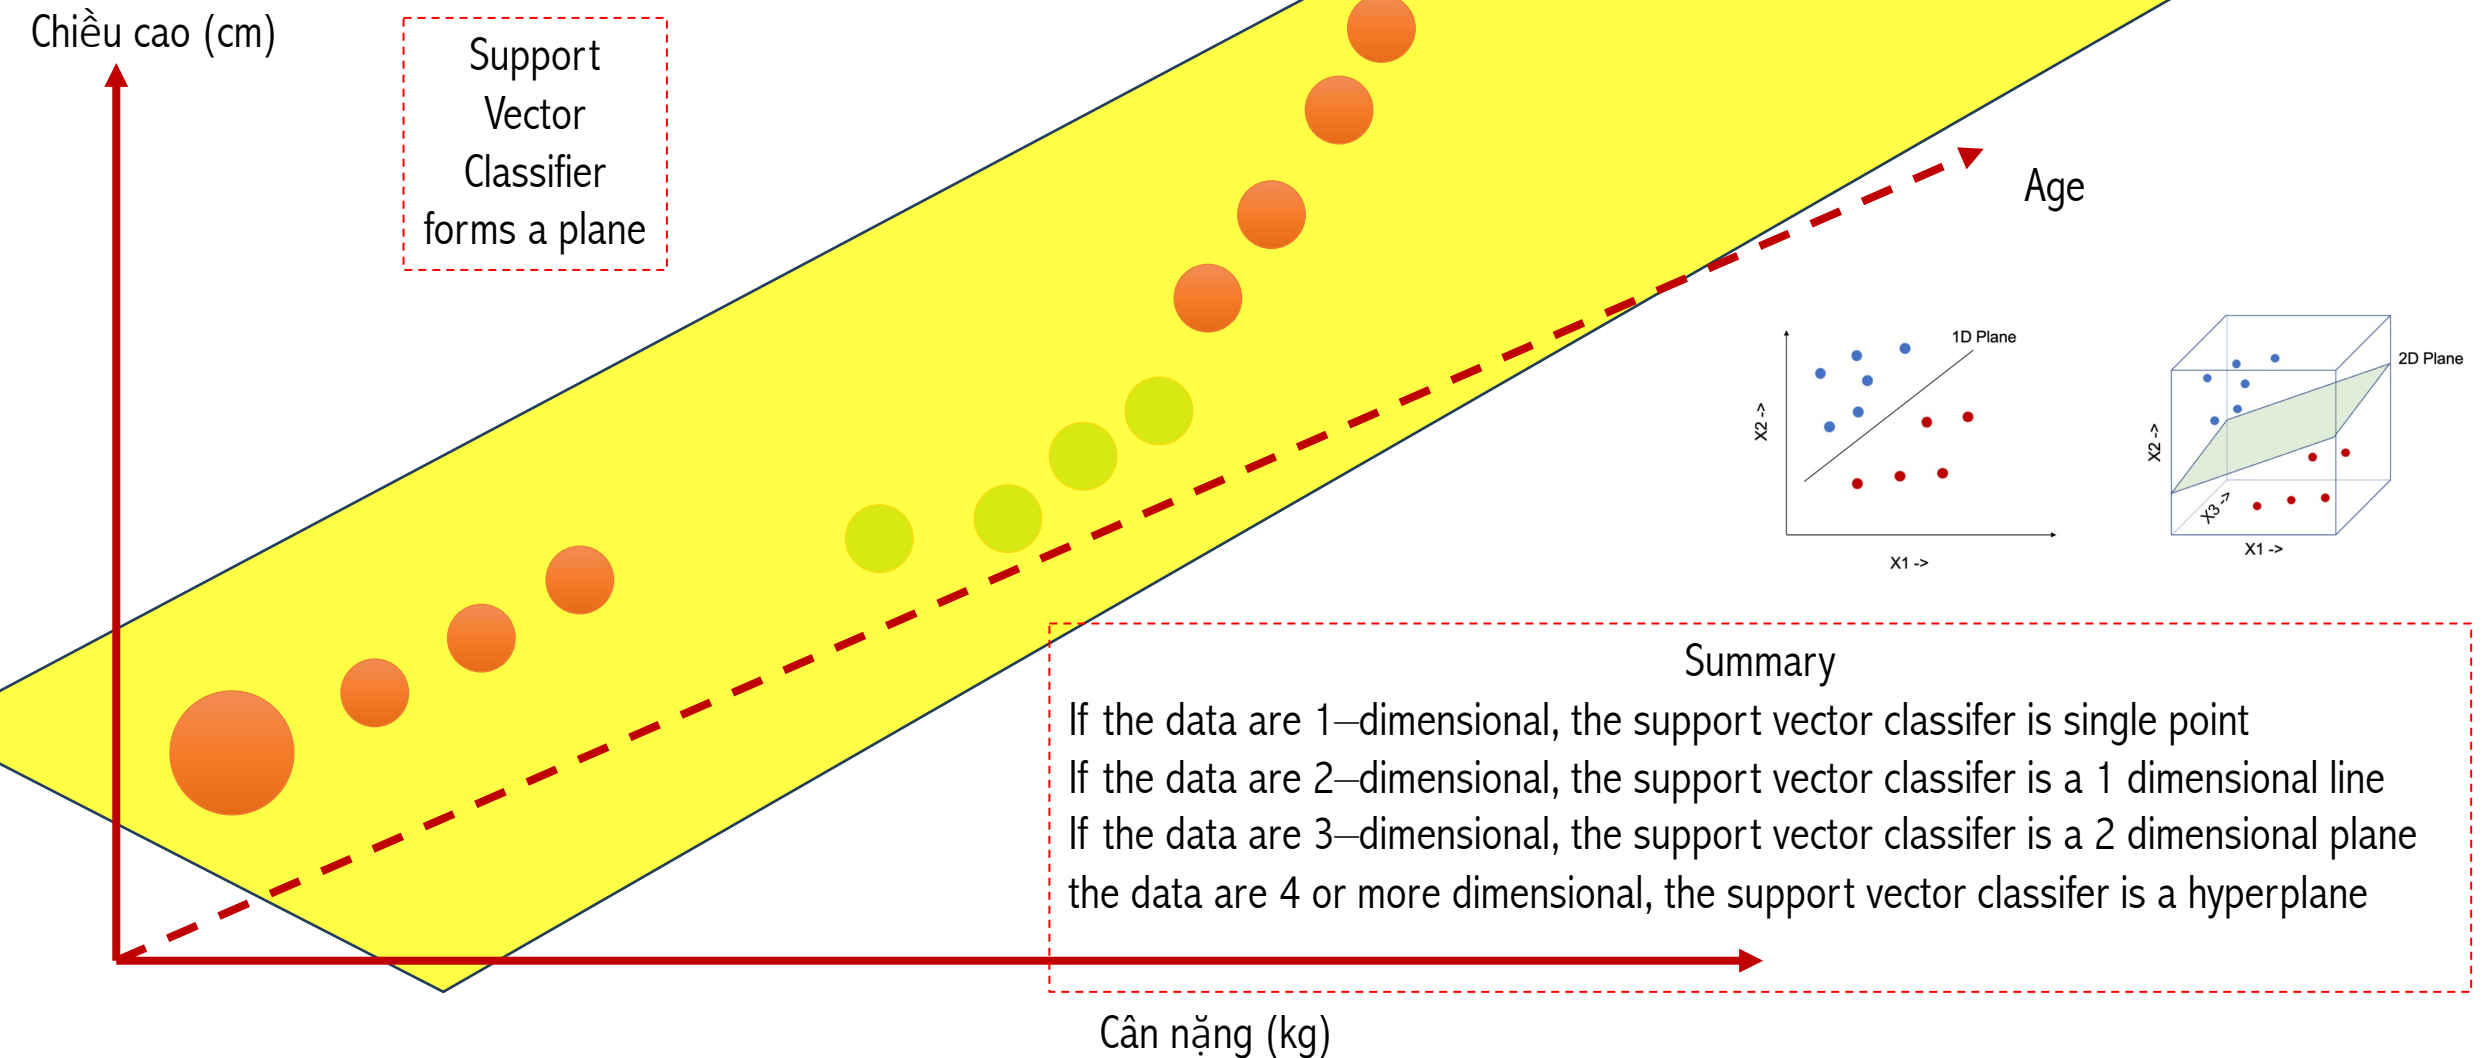 Chiều cao (cm)
Support
Vector
Classifier
forms a plane
Age
1D Plane
X2 ->
X1 ->
2D Plane
X2 ->
X3 ->
X1 ->
Summary
If the data are 1–dimensional, the support vector classifer is single point
If the data are 2–dimensional, the support vector classifer is a 1 dimensional line
If the data are 3–dimensional, the support vector classifer is a 2 dimensional plane
the data are 4 or more dimensional, the support vector classifer is a hyperplane
Cân nặng (kg)